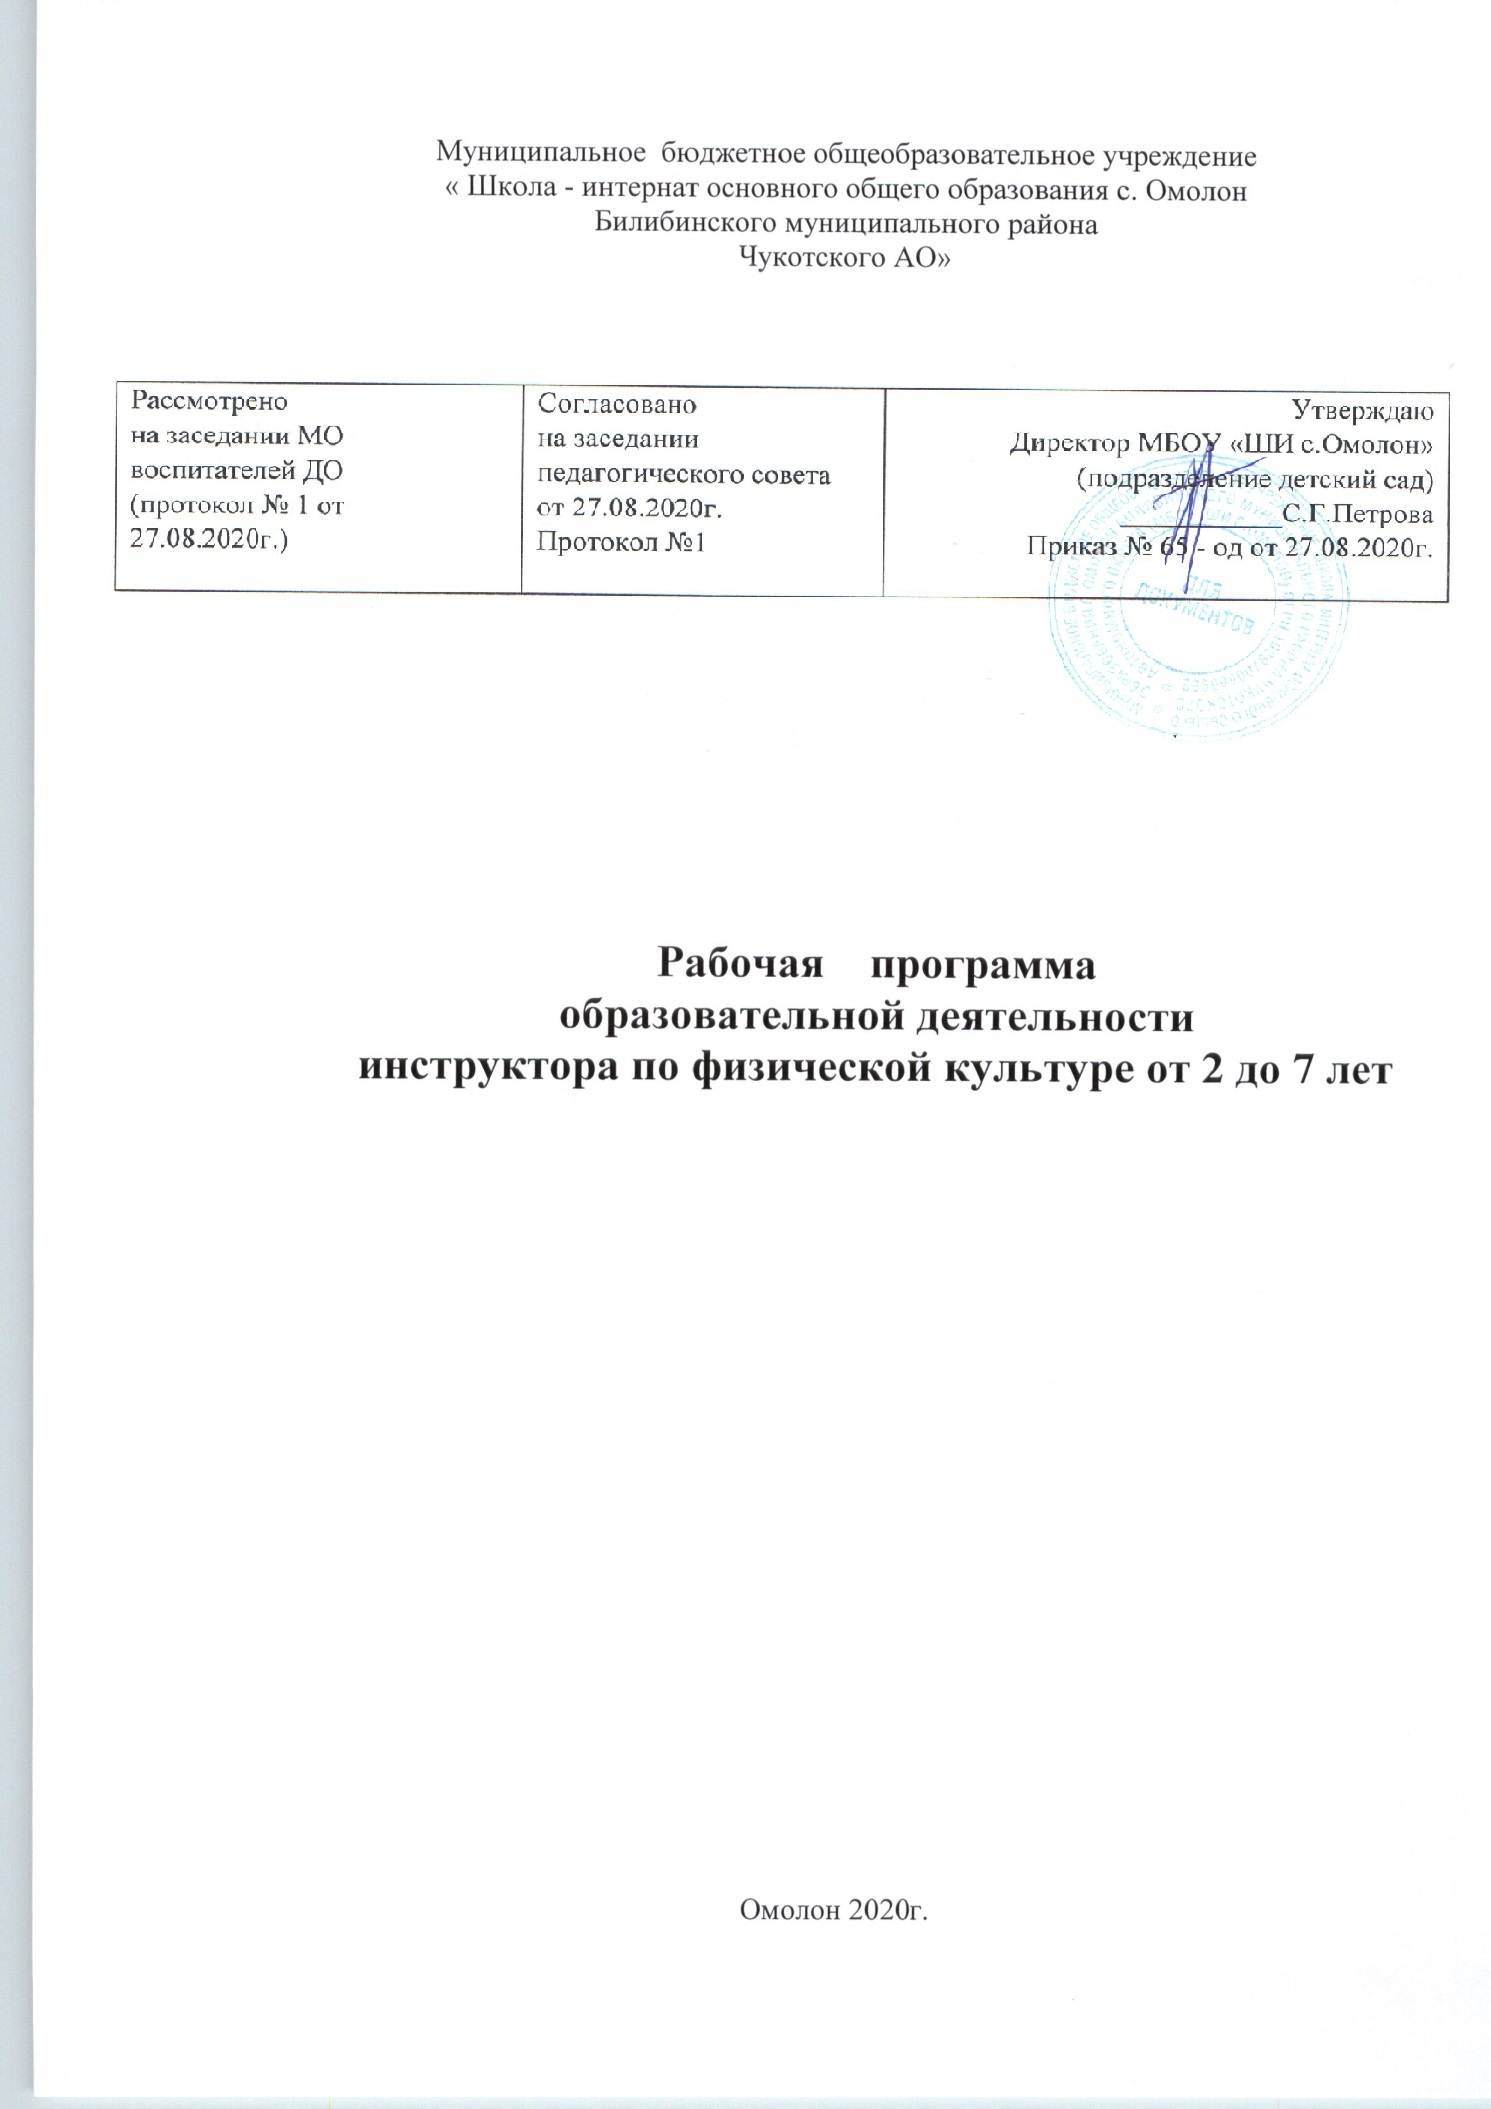 Муниципальное бюджетное общеобразовательное учреждение
« Школа - интернат основного общего образования с. Омолон
Билибинского муниципального района
Чукотского АО»
Рассмотрено
на заседании МО
воспитателей ДО
(протокол № 1 от
27.08.2020г.)
Согласовано
на заседании
педагогического совета
от 27.08.2020г.
Протокол №1
Утверждаю
Директор МБОУ «ШИ с.Омолон»
(подразделение детский сад)
____________С.Г.Петрова
Приказ № 65 - од от 27.08.2020г.
ДЛЯ
ДОКУМЕНТОВ
Рабочая программа
образовательной деятельности
инструктора по физической культуре от 2 до 7 лет
Омолон 2020г.